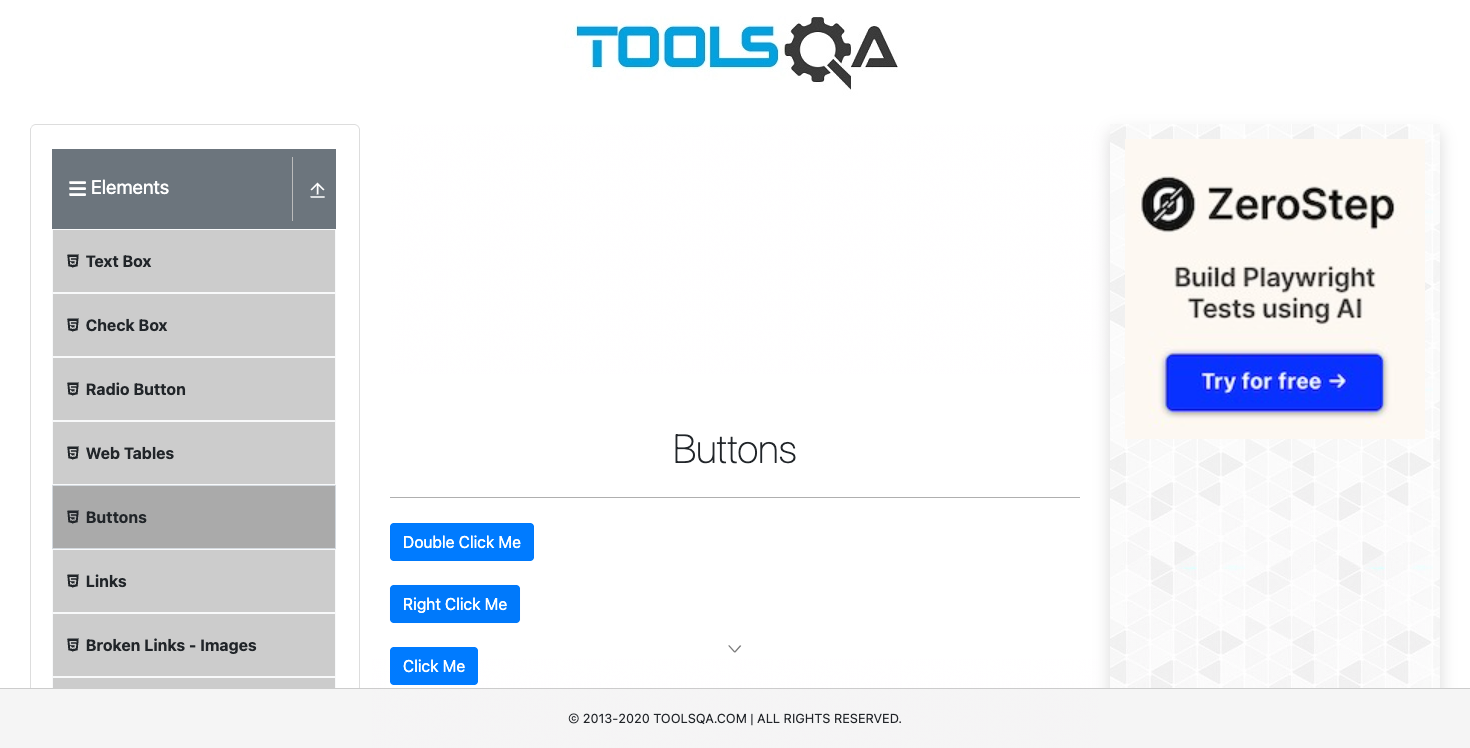 TOOLSQA
Elements
Text Box
Check Box
Radio Button
Web Tables
Buttons
Links
Broken Links - Images
Buttons
Double Click Me
Right Click Me
Click Me
ZeroStep
Build Playwright
Tests using AI
Try for free →
© 2013-2020 TOOLSQA.COM | ALL RIGHTS RESERVED.